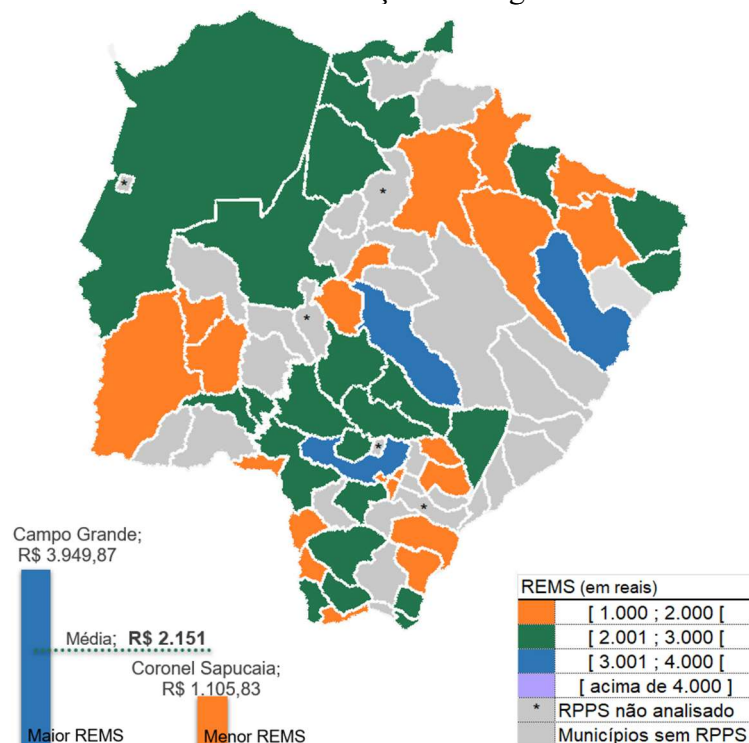 *
*
*
*
*
Campo Grande;
R$ 3.949,87
Média; R$ 2.151
Coronel Sapucaia;
R$ 1.105,83
Maior REMS
Menor REMS
REMS (em reais)
[ 1.000 ; 2.000 [
[ 2.001 ; 3.000 [
[ 3.001 ; 4.000 [
[ acima de 4.000 ]
* RPPS não analisado
Municípios sem RPPS